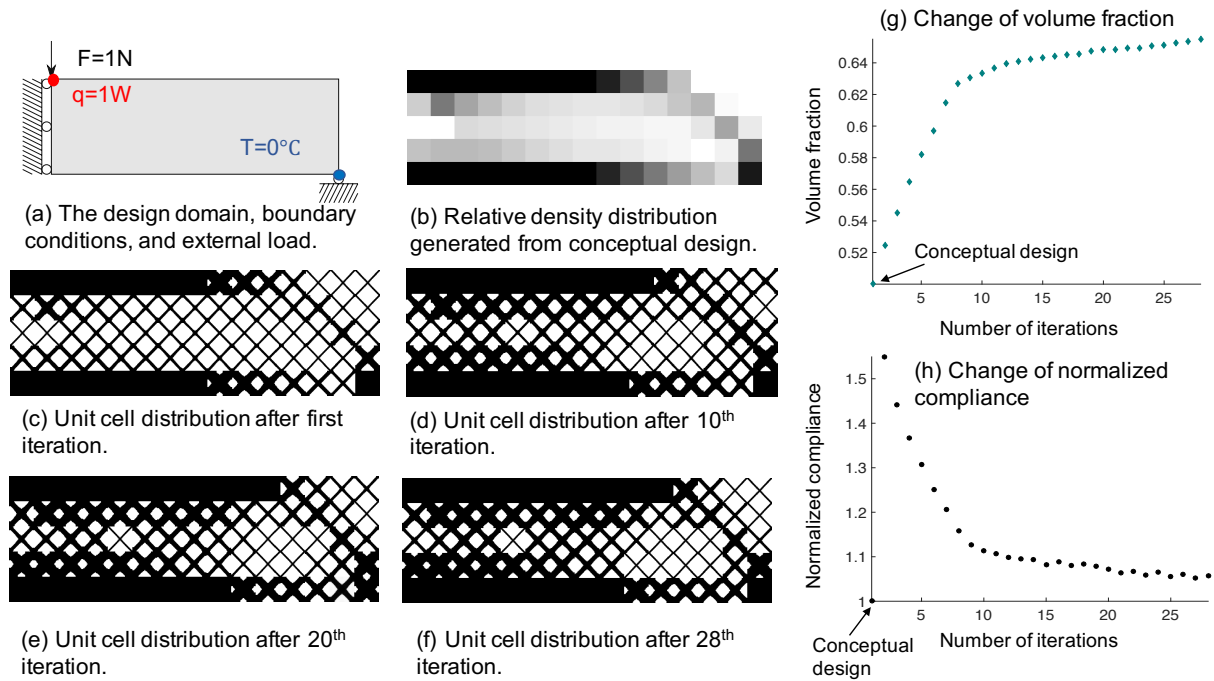 F=1N
q=1W
T=0°C
(a) The design domain, boundary
conditions, and external load.
(b) Relative density distribution
generated from conceptual design.
(c) Unit cell distribution after first
iteration.
(d) Unit cell distribution after 10th
iteration.
(e) Unit cell distribution after 20th
iteration.
(f) Unit cell distribution after 28th
iteration.
(g) Change of volume fraction
Volume fraction
0.64
0.62
0.6
0.58
0.56
0.54
0.52
Conceptual design
5 10 15 20 25
Number of iterations
(h) Change of normalized
compliance
Normalized compliance
1.5
1.4
1.3
1.2
1.1
1
5 10 15 20 25
Number of iterations
Conceptual
design